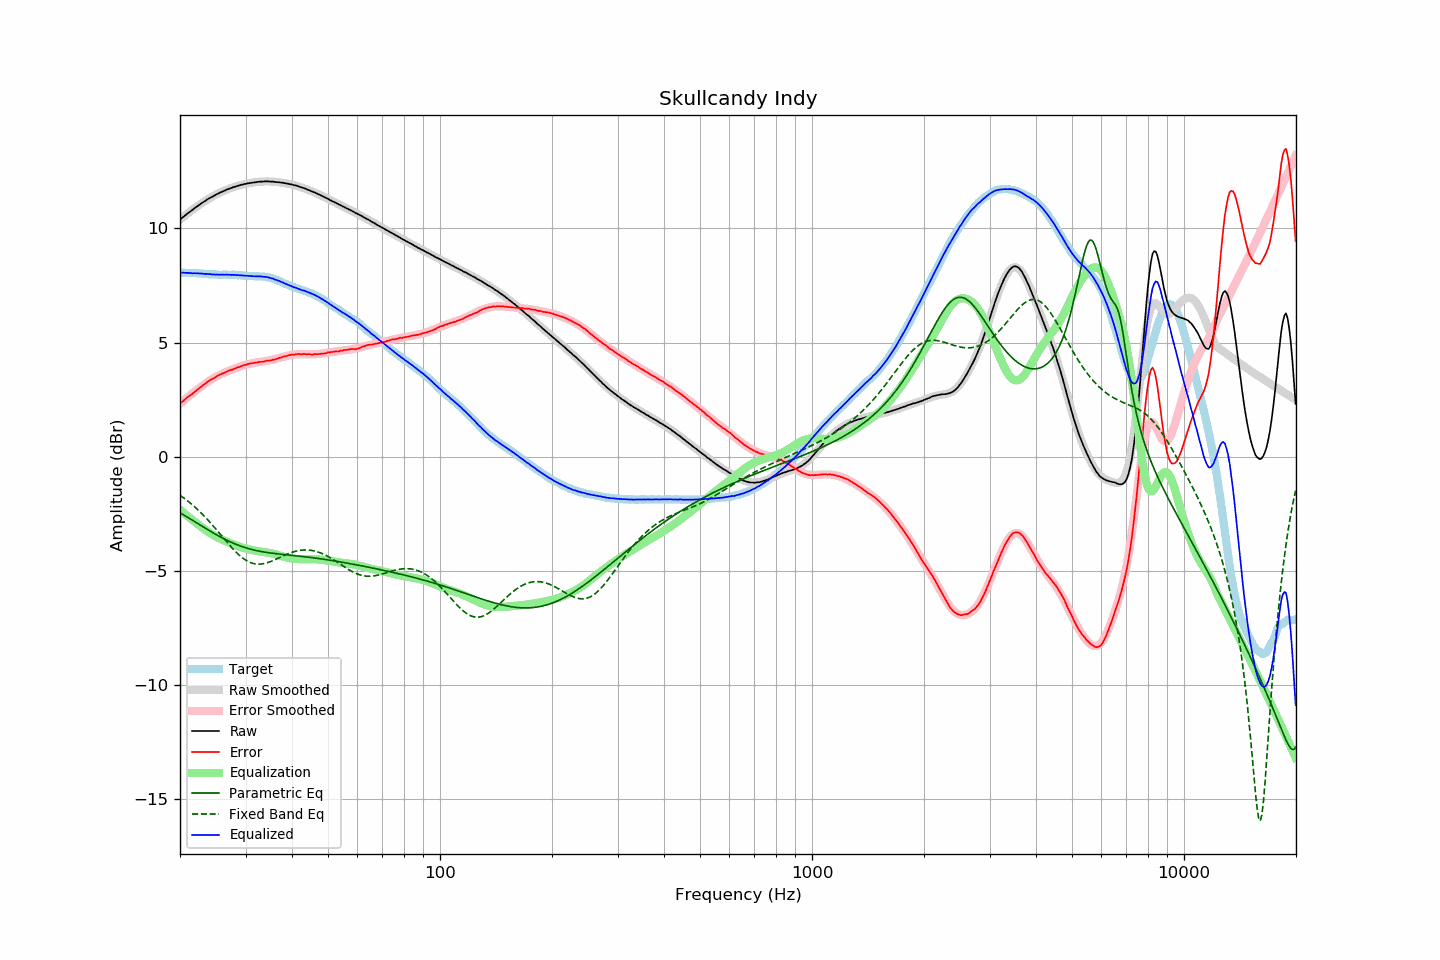 Skullcandy Indy
Amplitude (dBr)
10
5
0
−5
−10
−15
Target
Raw Smoothed
Error Smoothed
Raw
Error
Equalization
Parametric Eq
Fixed Band Eq
Equalized
100
1000
10000
Frequency (Hz)